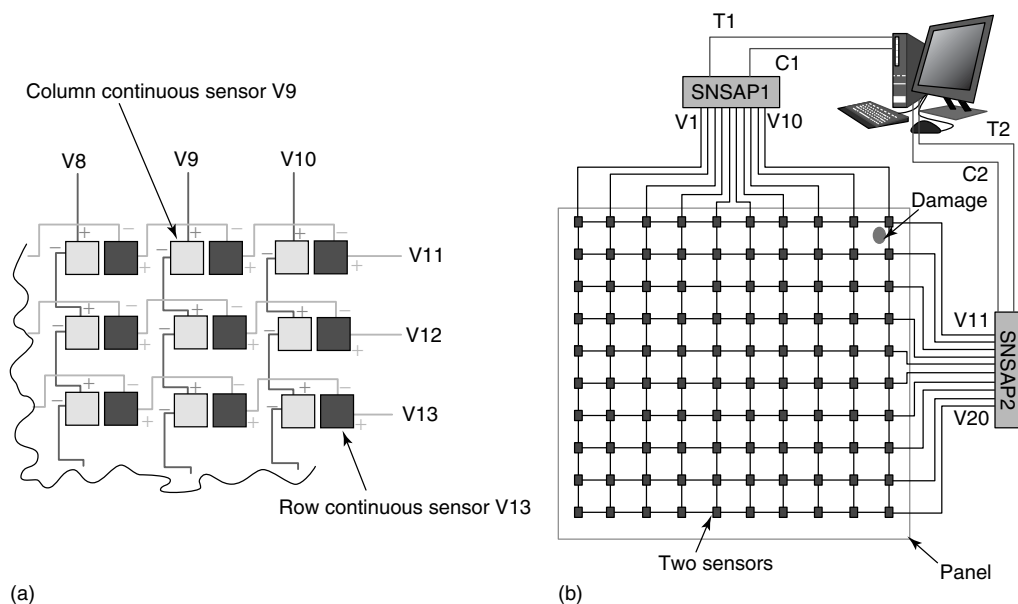 Column continuous sensor V9
V8
V9
V10
+
+
+
−
−
−
−
−
−
+
+
+
V11
+
+
+
−
−
−
+
+
+
V12
+
+
+
−
−
−
+
+
+
V13
Row continuous sensor V13
(a)
T1
C1
SNSAP1
V1
V10
T2
C2
Damage
V11
SNSAP2
V20
Two sensors
Panel
(b)